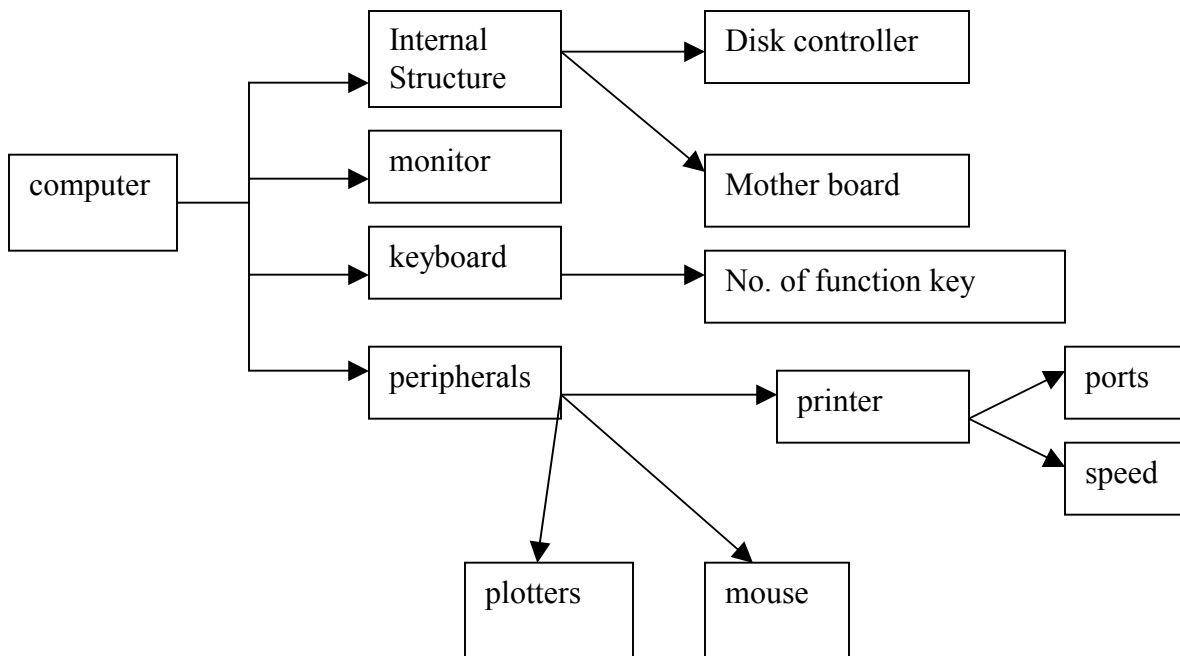 Internal
Structure
Disk controller
computer
monitor
Mother board
keyboard
No. of function key
peripherals
printer
ports
speed
plotters
mouse